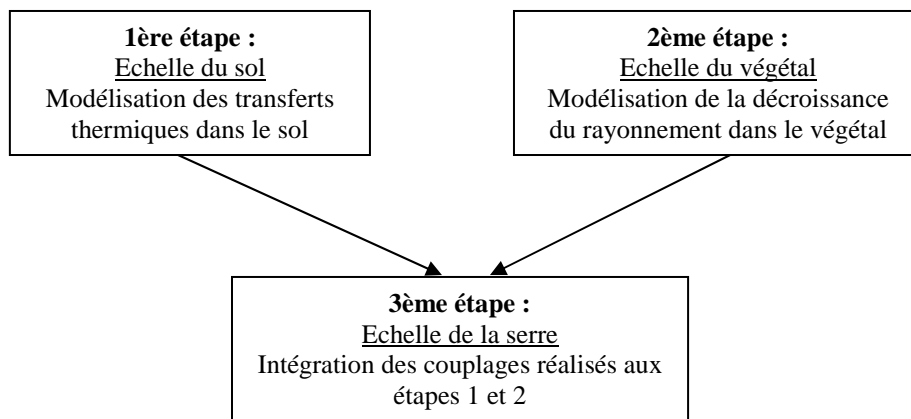 1ère étape :
Echelle du sol
Modélisation des transferts
thermiques dans le sol
2ème étape :
Echelle du végétal
Modélisation de la décroissance
du rayonnement dans le végétal
3ème étape :
Echelle de la serre
Intégration des couplages réalisés aux
étapes 1 et 2